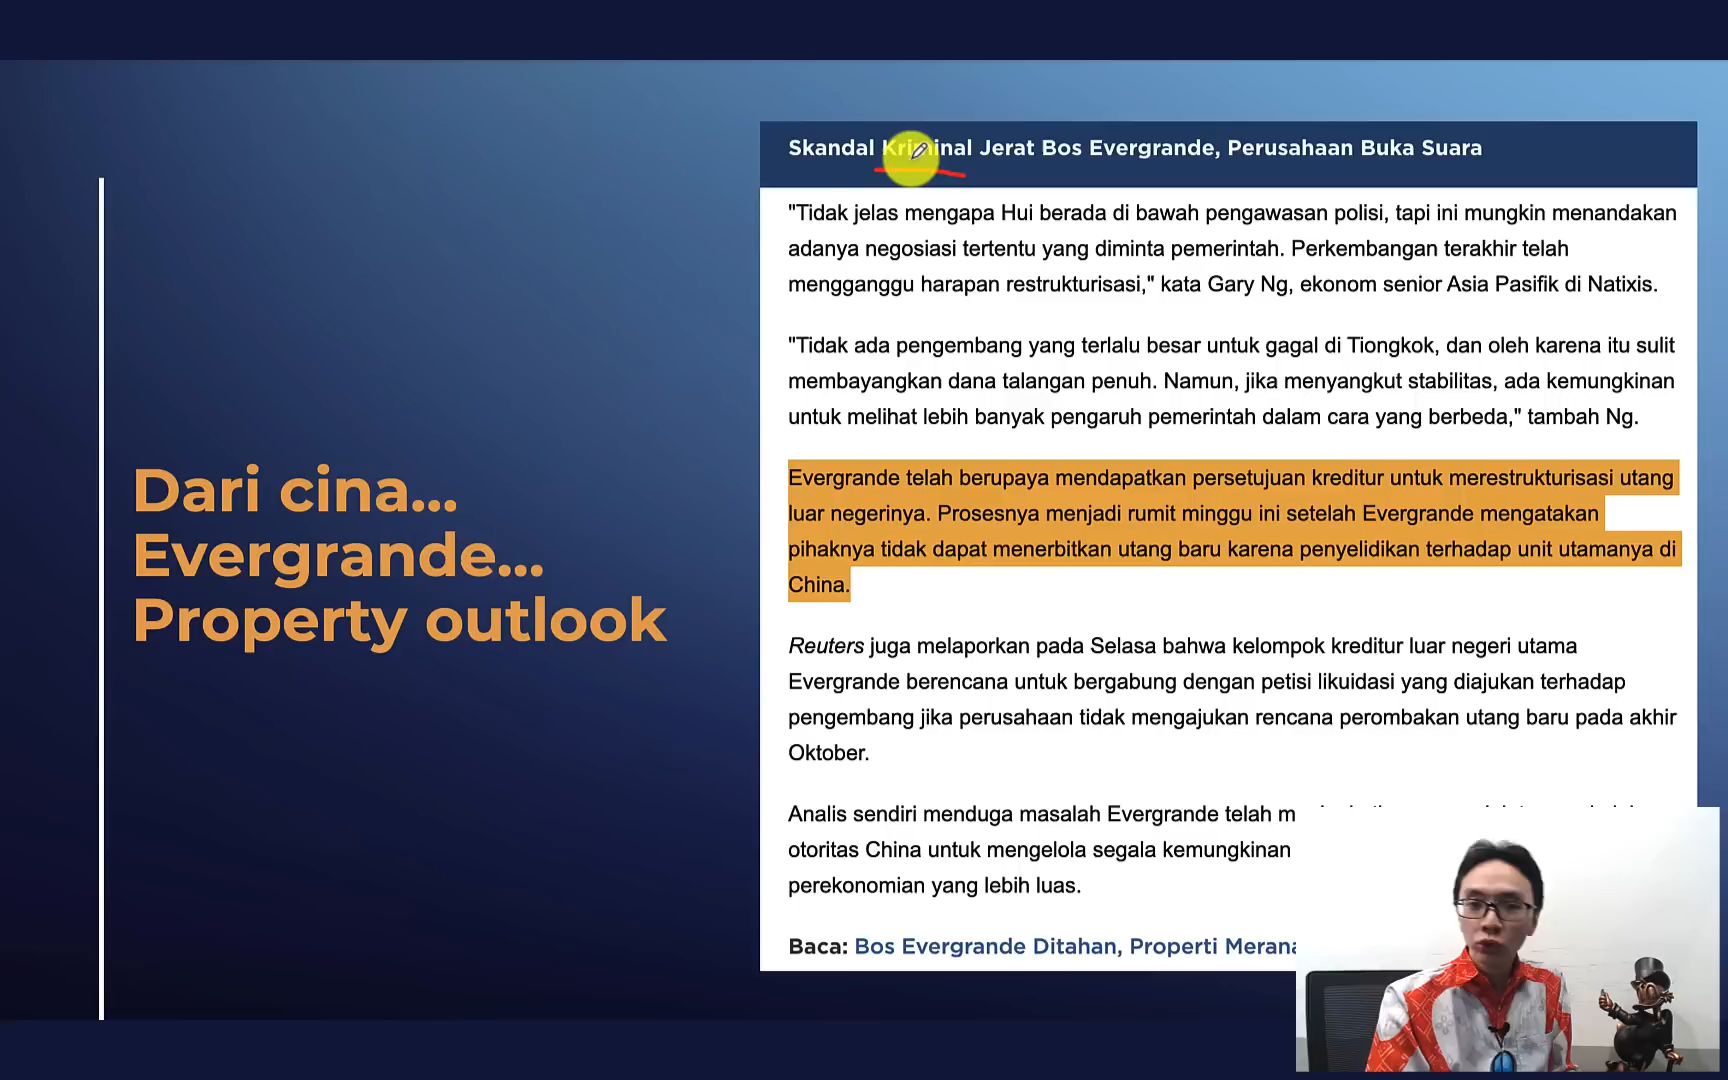 Dari cina...
Evergrande...
Property outlook
Skandal Kriminal Jerat Bos Evergrande, Perusahaan Buka Suara
"Tidak jelas mengapa Hui berada di bawah pengawasan polisi, tapi ini mungkin menandakan
adanya negosiasi tertentu yang diminta pemerintah. Perkembangan terakhir telah
mengganggu harapan restrukturisasi," kata Gary Ng, ekonom senior Asia Pasifik di Natixis.
"Tidak ada pengembang yang terlalu besar untuk gagal di Tiongkok, dan oleh karena itu sulit
membayangkan dana talangan penuh. Namun, jika menyangkut stabilitas, ada kemungkinan
untuk melihat lebih banyak pengaruh pemerintah dalam cara yang berbeda," tambah Ng.
Evergrande telah berupaya mendapatkan persetujuan kreditur untuk merestrukturisasi utang
luar negerinya. Prosesnya menjadi rumit minggu ini setelah Evergrande mengatakan
pihaknya tidak dapat menerbitkan utang baru karena penyelidikan terhadap unit utamanya di
China.
Reuters juga melaporkan pada Selasa bahwa kelompok kreditur luar negeri utama
Evergrande berencana untuk bergabung dengan petisi likuidasi yang diajukan terhadap
pengembang jika perusahaan tidak mengajukan rencana perombakan utang baru pada akhir
Oktober.
Analis sendiri menduga masalah Evergrande telah
otoritas China untuk mengelola segala kemungkinan
perekonomian yang lebih luas.
Baca: Bos Evergrande Ditahan, Properti Merana